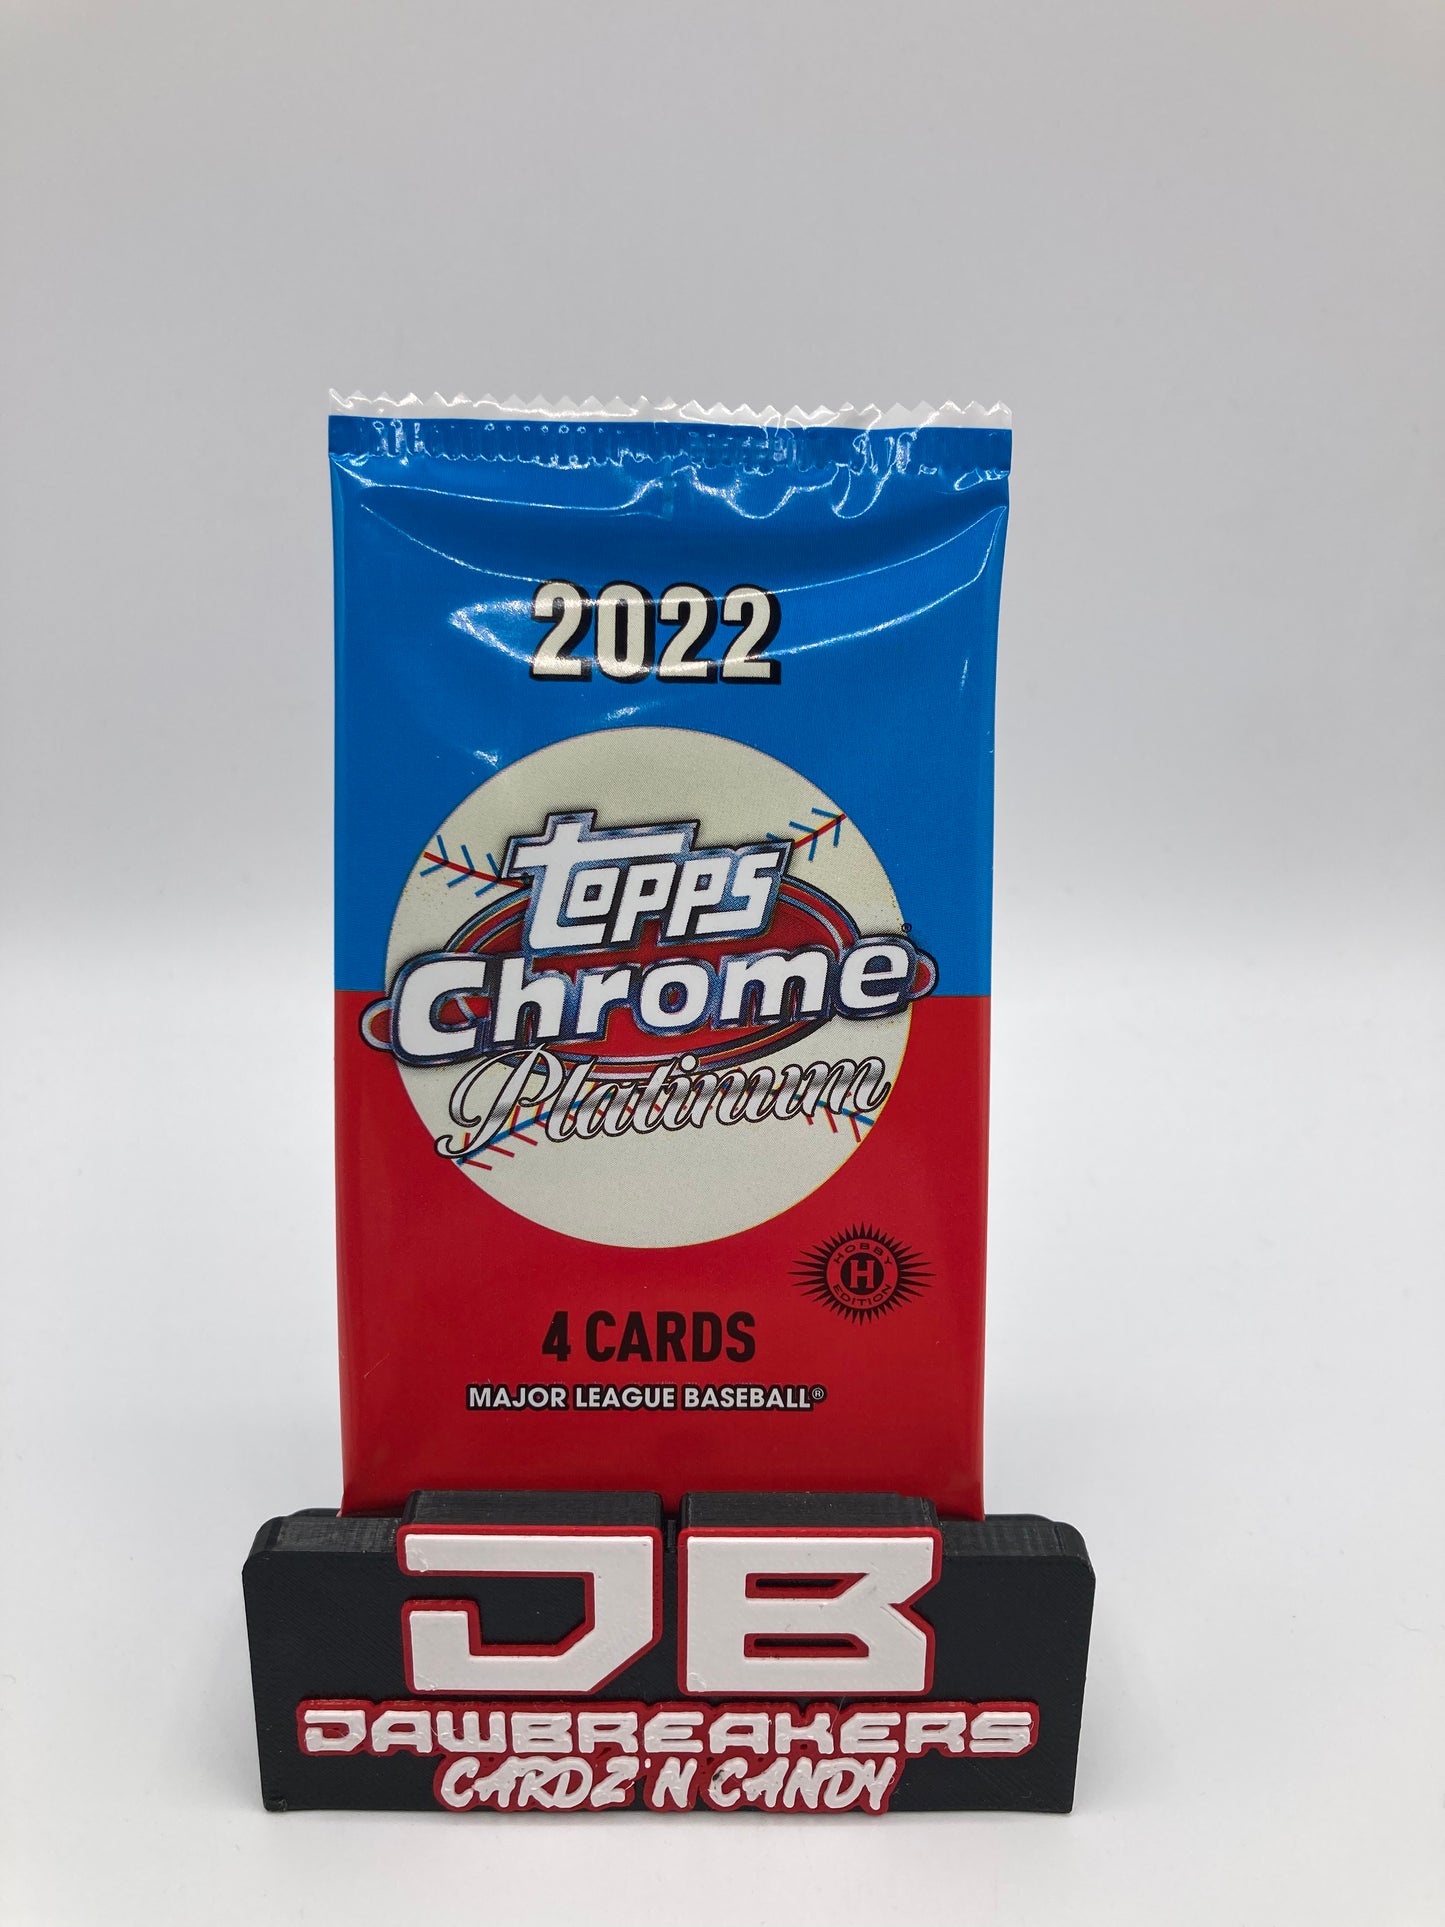 2022
Topps
Chrome®
Platinum
HOBBY
H
EDITION
4 CARDS
MAJOR LEAGUE BASEBALL®
JB
JAWBREAKERS
CARDZ'N CANDY